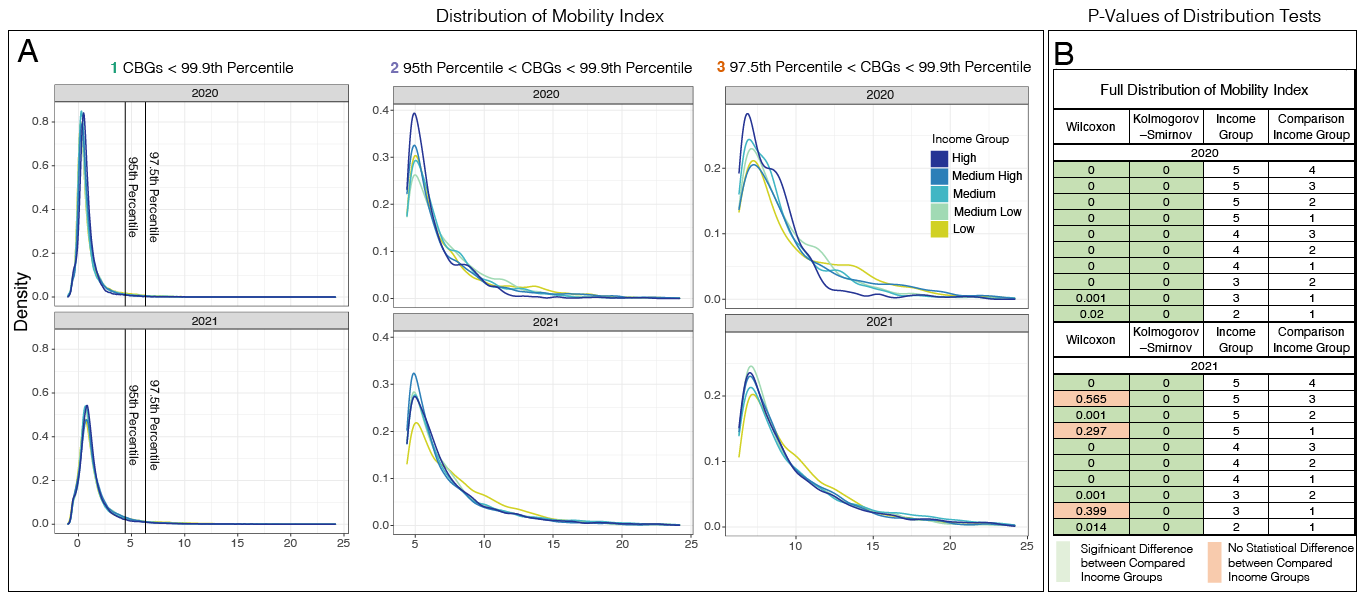 Distribution of Mobility Index
P-Values of Distribution Tests
A
1 CBGs < 99.9th Percentile
2 95th Percentile < CBGs < 99.9th Percentile
3 97.5th Percentile < CBGs < 99.9th Percentile
Density
2020
0.8
0.6
0.4
0.2
0.0
95th Percentile
97.5th Percentile
2020
0.4
0.3
0.2
0.1
0.0
2020
0.2
0.1
0.0
Income Group
High
Medium High
Medium
Medium Low
Low
2021
0.8
0.6
0.4
0.2
0.0
95th Percentile
97.5th Percentile
0 5 10 15 20 25
2021
0.4
0.3
0.2
0.1
0.0
5 10 15 20 25
2021
0.2
0.1
0.0
10 15 20 25
B
Full Distribution of Mobility Index
Wilcoxon Kolmogorov Income Comparison
–Smirnov Group Income Group
2020
0 0 5 4
0 0 5 3
0 0 5 2
0 0 5 1
0 0 4 3
0 0 4 2
0 0 4 1
0 0 3 2
0.001 0 3 1
0.02 0 2 1
Wilcoxon Kolmogorov Income Comparison
–Smirnov Group Income Group
2021
0 0 5 4
0.565 0 5 3
0.001 0 5 2
0.297 0 5 1
0 0 4 3
0 0 4 2
0 0 4 1
0.001 0 3 2
0.399 0 3 1
0.014 0 2 1
Sigifnicant Difference
between Compared
Income Groups
No Statistical Difference
between Compared
Income Groups